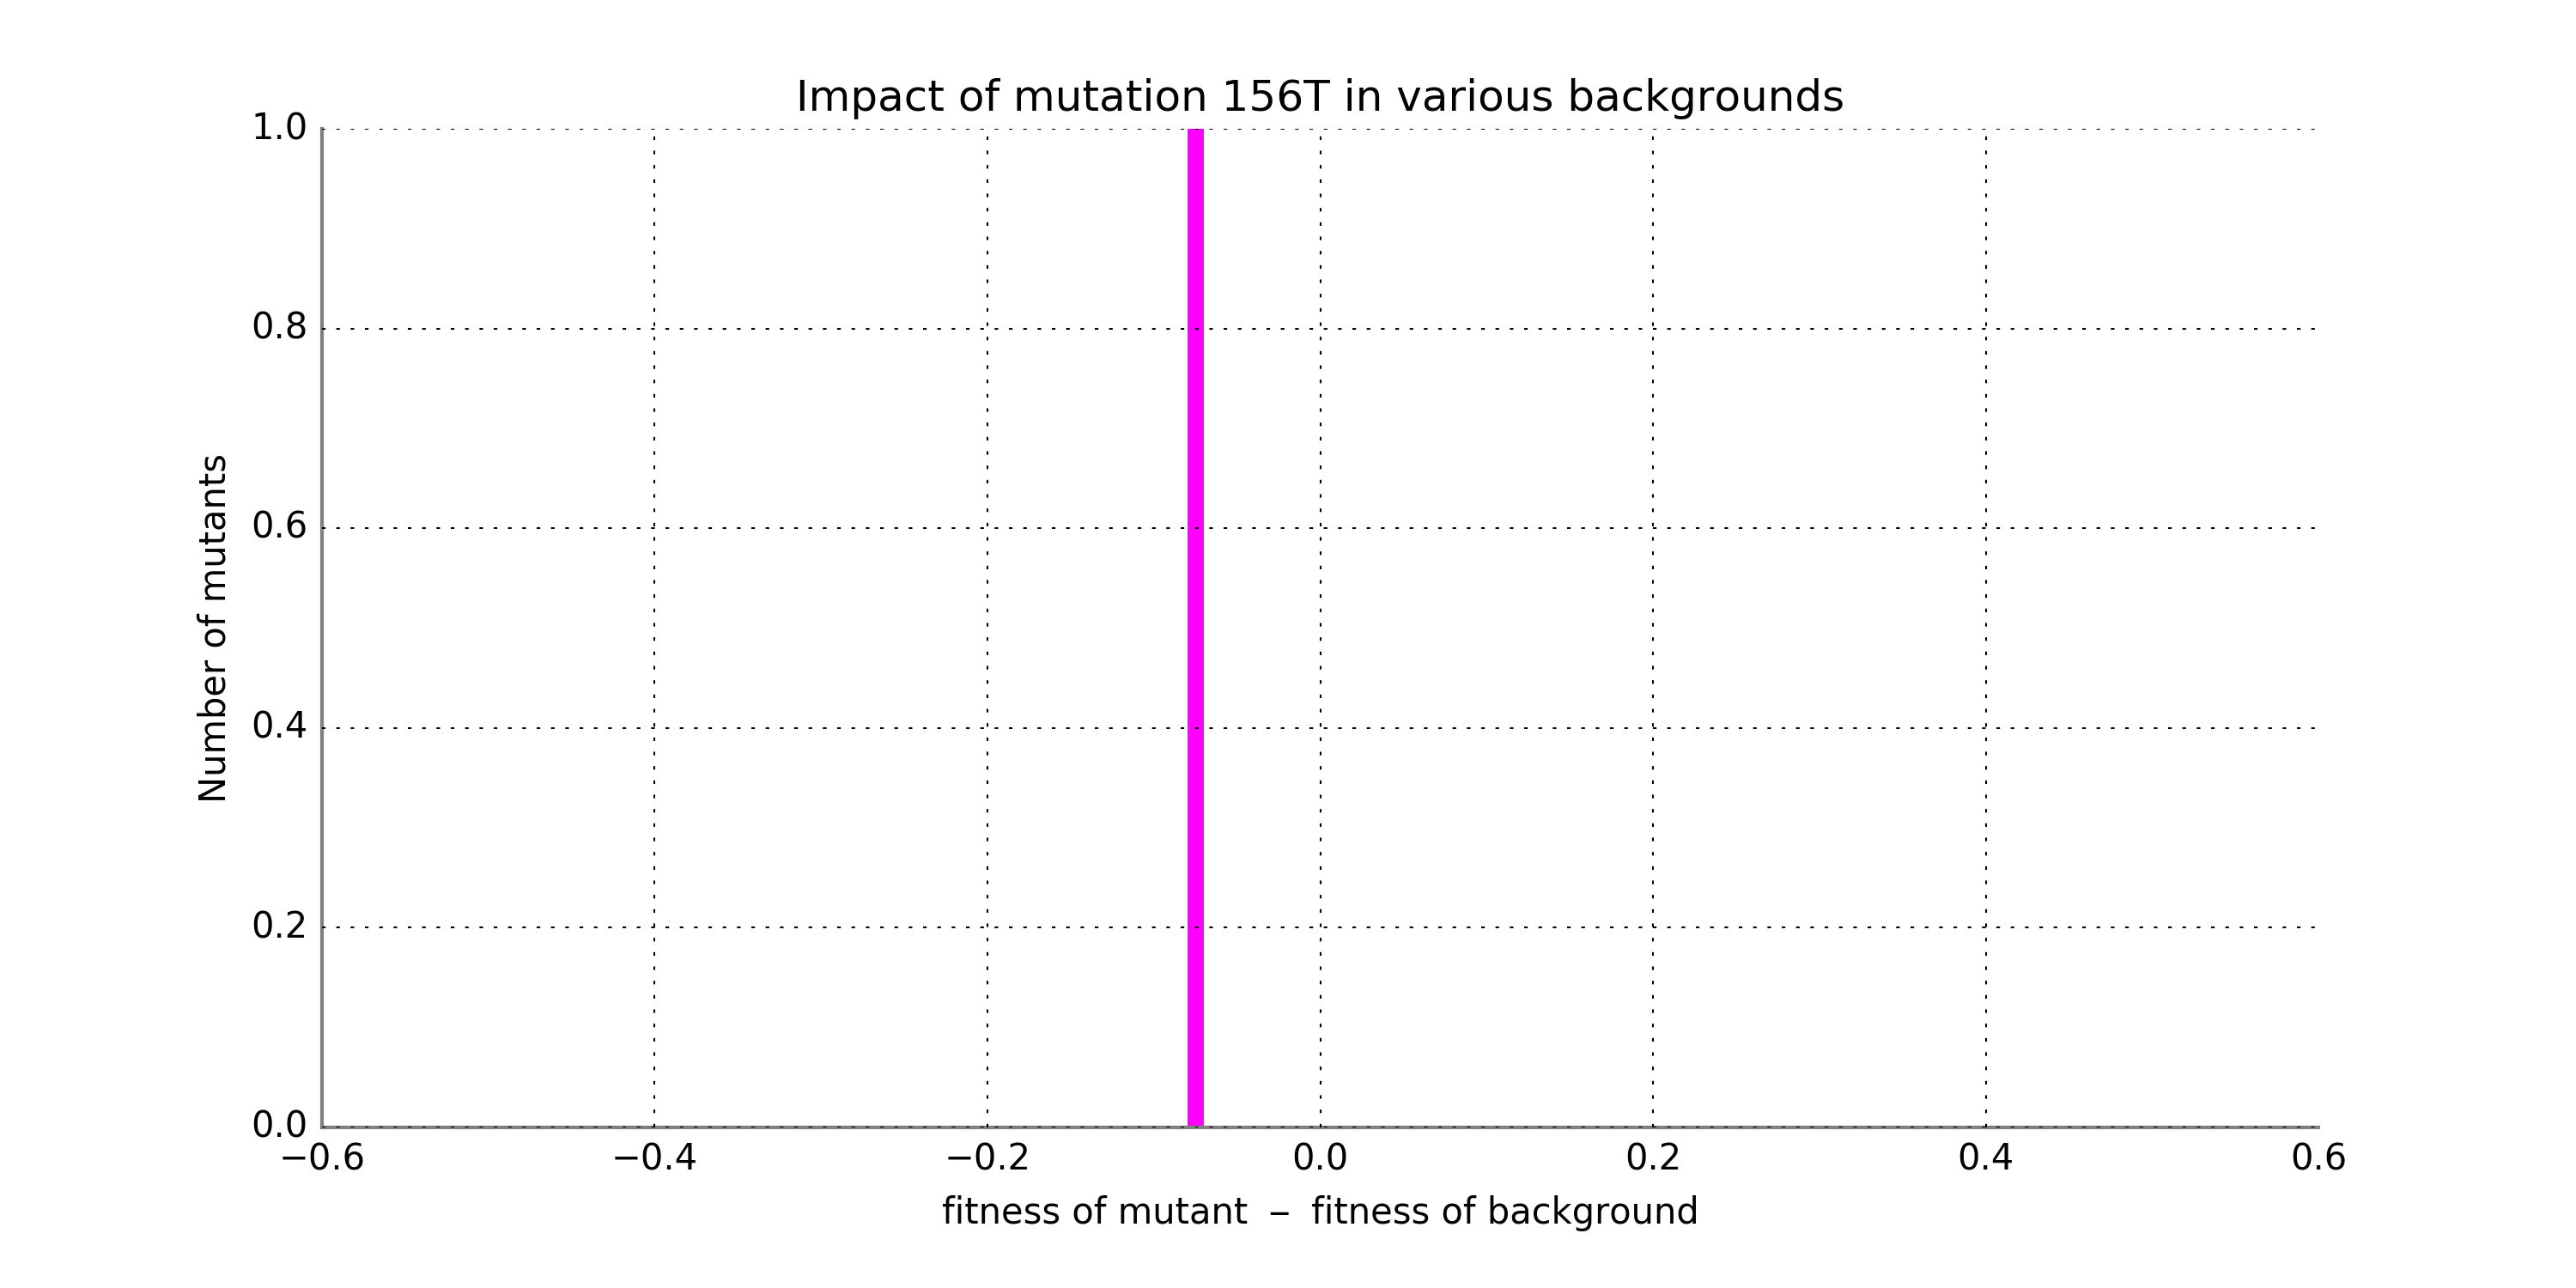 Impact of mutation 156T in various backgrounds
1.0
0.8
0.6
0.4
0.2
0.0
Number of mutants
−0.6 −0.4 −0.2 0.0 0.2 0.4 0.6
fitness of mutant − fitness of background